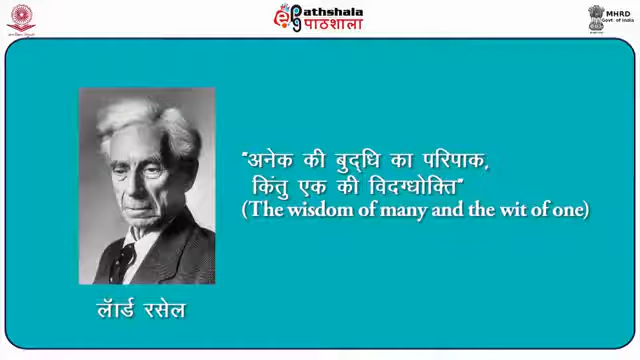 ePathshala
पाठशाला
MHRD
Govt. of India
"अनेक की बुद्धि का परिपाक,
किंतु एक की विदग्धोक्ति"
(The wisdom of many and the wit of one)
लॅार्ड रसेल